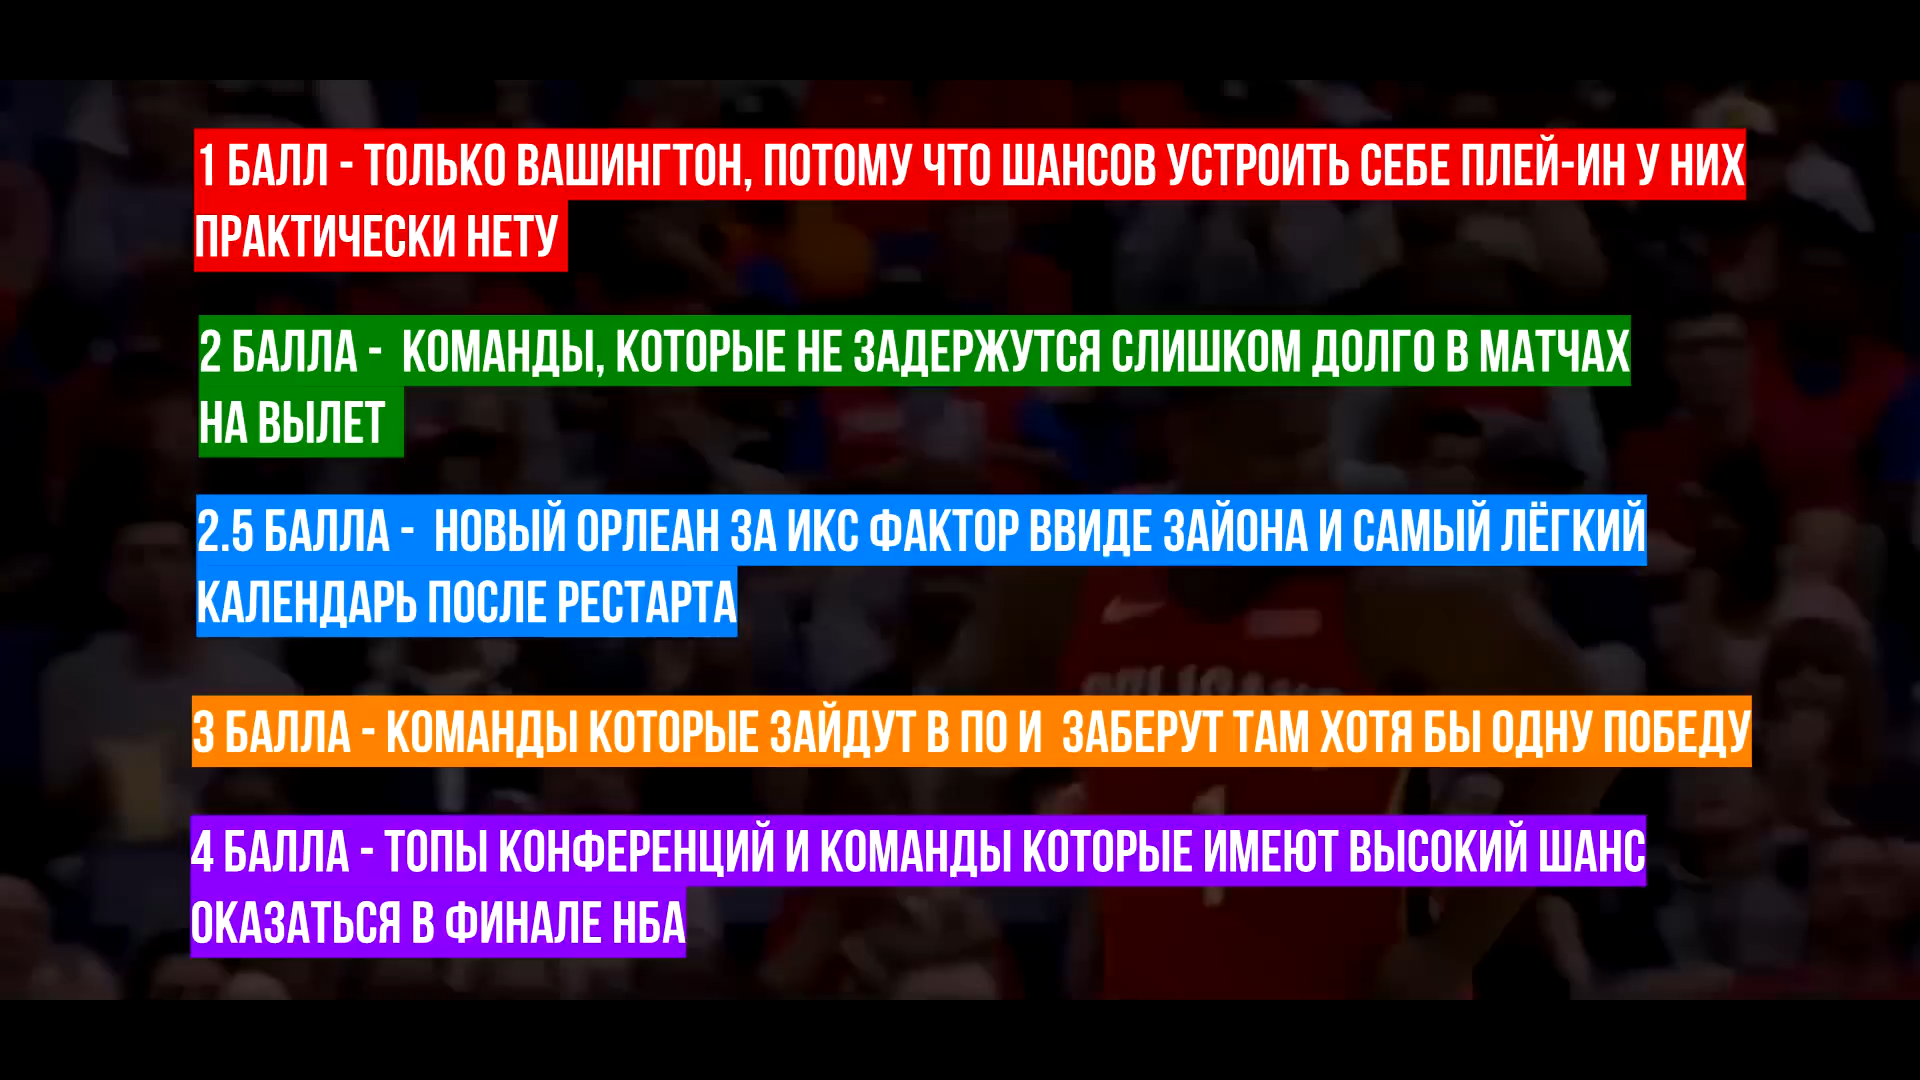 1 БАЛЛ - ТОЛЬКО ВАШИНГТОН, ПОТОМУ ЧТО ШАНСОВ УСТРОИТЬ СЕБЕ ПЛЕЙ-ИН У НИХ
ПРАКТИЧЕСКИ НЕТУ
2 БАЛЛА - КОМАНДЫ, КОТОРЫЕ НЕ ЗАДЕРЖУТСЯ СЛИШКОМ ДОЛГО В МАТЧАХ
НА ВЫЛЕТ
2.5 БАЛЛА - НОВЫЙ ОРЛЕАН ЗА ИКС ФАКТОР ВВИДЕ ЗАЙОНА И САМЫЙ ЛЁГКИЙ
КАЛЕНДАРЬ ПОСЛЕ РЕСТАРТА
3 БАЛЛА - КОМАНДЫ КОТОРЫЕ ЗАЙДУТ В ПО И ЗАБЕРУТ ТАМ ХОТЯ БЫ ОДНУ ПОБЕДУ
4 БАЛЛА - ТОПЫ КОНФЕРЕНЦИЙ И КОМАНДЫ КОТОРЫЕ ИМЕЮТ ВЫСОКИЙ ШАНС
ОКАЗАТЬСЯ В ФИНАЛЕ НБА
1